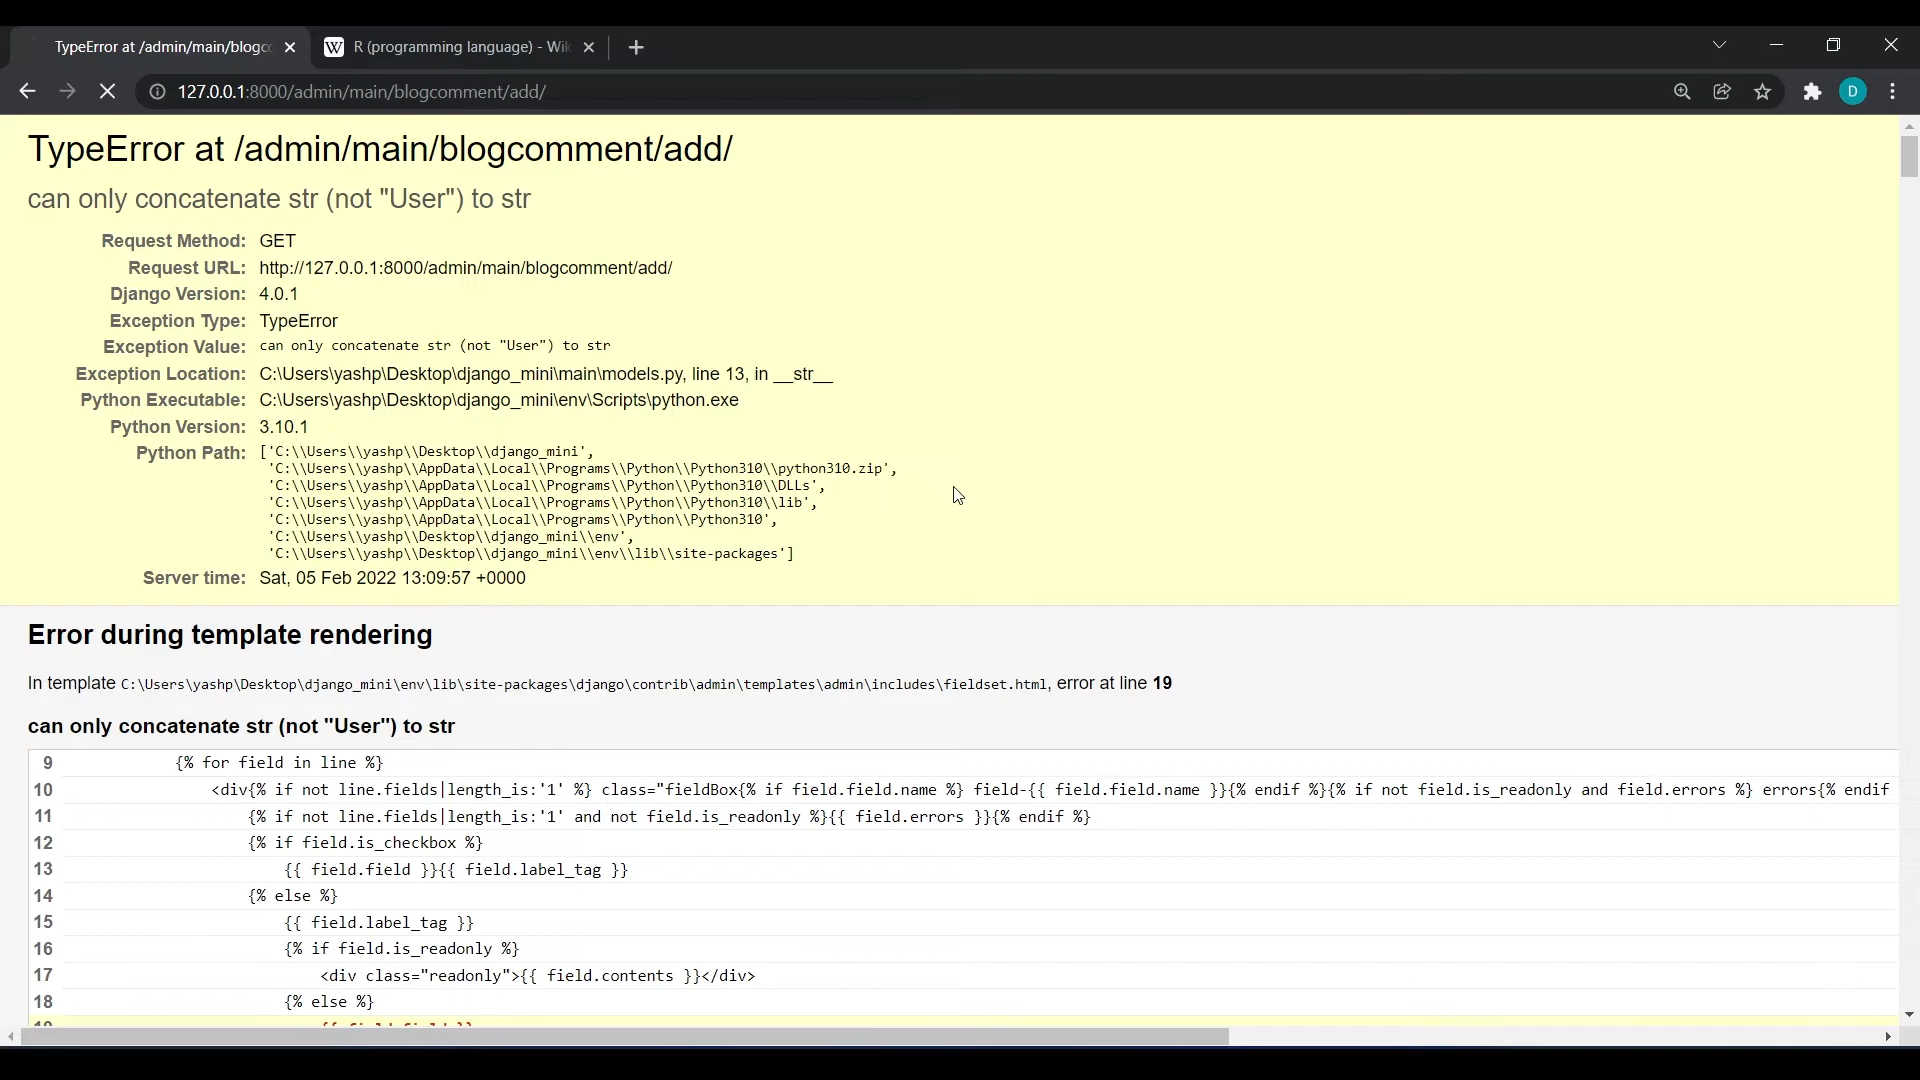 TypeError at /admin/main/blogco
R (programming language) - Wik
127.0.0.1:8000/admin/main/blogcomment/add/
D
TypeError at /admin/main/blogcomment/add/
can only concatenate str (not "User") to str
Request Method: GET
Request URL: http://127.0.0.1:8000/admin/main/blogcomment/add/
Django Version: 4.0.1
Exception Type: TypeError
Exception Value: can only concatenate str (not "User") to str
Exception Location: C:\Users\yashp\Desktop\django_mini\main\models.py, line 13, in __str__
Python Executable: C:\Users\yashp\Desktop\django_mini\env\Scripts\python.exe
Python Version: 3.10.1
Python Path: ['C:\\Users\\yashp\\Desktop\\django_mini',
'C:\\Users\\yashp\\AppData\\Local\\Programs\\Python\\Python310\\python310.zip',
'C:\\Users\\yashp\\AppData\\Local\\Programs\\Python\\Python310\\DLLs',
'C:\\Users\\yashp\\AppData\\Local\\Programs\\Python\\Python310\\lib',
'C:\\Users\\yashp\\AppData\\Local\\Programs\\Python\\Python310',
'C:\\Users\\yashp\\Desktop\\django_mini\\env',
'C:\\Users\\yashp\\Desktop\\django_mini\\env\\lib\\site-packages']
Server time: Sat, 05 Feb 2022 13:09:57 +0000
Error during template rendering
In template C:\Users\yashp\Desktop\django_mini\env\lib\site-packages\django\contrib\admin\templates\admin\includes\fieldset.html, error at line 19
can only concatenate str (not "User") to str
9 {% for field in line %}
10 <div{% if not line.fields|length_is:'1' %} class="fieldBox{% if field.field.name %} field-{{ field.field.name }}{% endif %}{% if not field.is_readonly and field.errors %} errors{% endif
11 {% if not line.fields|length_is:'1' and not field.is_readonly %}{{ field.errors }}{% endif %}
12 {% if field.is_checkbox %}
13 {{ field.field }}{{ field.label_tag }}
14 {% else %}
15 {{ field.label_tag }}
16 {% if field.is_readonly %}
17 <div class="readonly">{{ field.contents }}</div>
18 {% else %}
19 {{ field.field }}